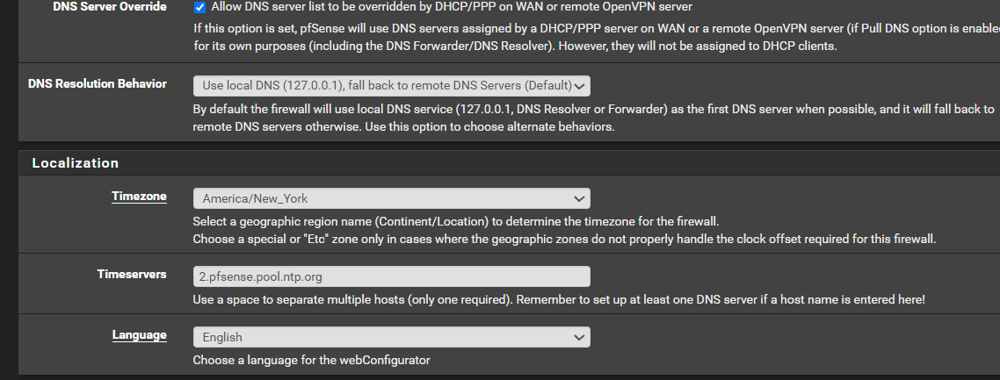 DNS Server Override
Allow DNS server list to be overridden by DHCP/PPP on WAN or remote OpenVPN server
If this option is set, pfSense will use DNS servers assigned by a DHCP/PPP server on WAN or a remote OpenVPN server (if Pull DNS option is enable
for its own purposes (including the DNS Forwarder/DNS Resolver). However, they will not be assigned to DHCP clients.
DNS Resolution Behavior
Use local DNS (127.0.0.1), fall back to remote DNS Servers (Default)
By default the firewall will use local DNS service (127.0.0.1, DNS Resolver or Forwarder) as the first DNS server when possible, and it will fall back to
remote DNS servers otherwise. Use this option to choose alternate behaviors.
Localization
Timezone
America/New_York
Select a geographic region name (Continent/Location) to determine the timezone for the firewall.
Choose a special or "Etc" zone only in cases where the geographic zones do not properly handle the clock offset required for this firewall.
Timeservers
2.pfsense.pool.ntp.org
Use a space to separate multiple hosts (only one required). Remember to set up at least one DNS server if a host name is entered here!
Language
English
Choose a language for the webConfigurator